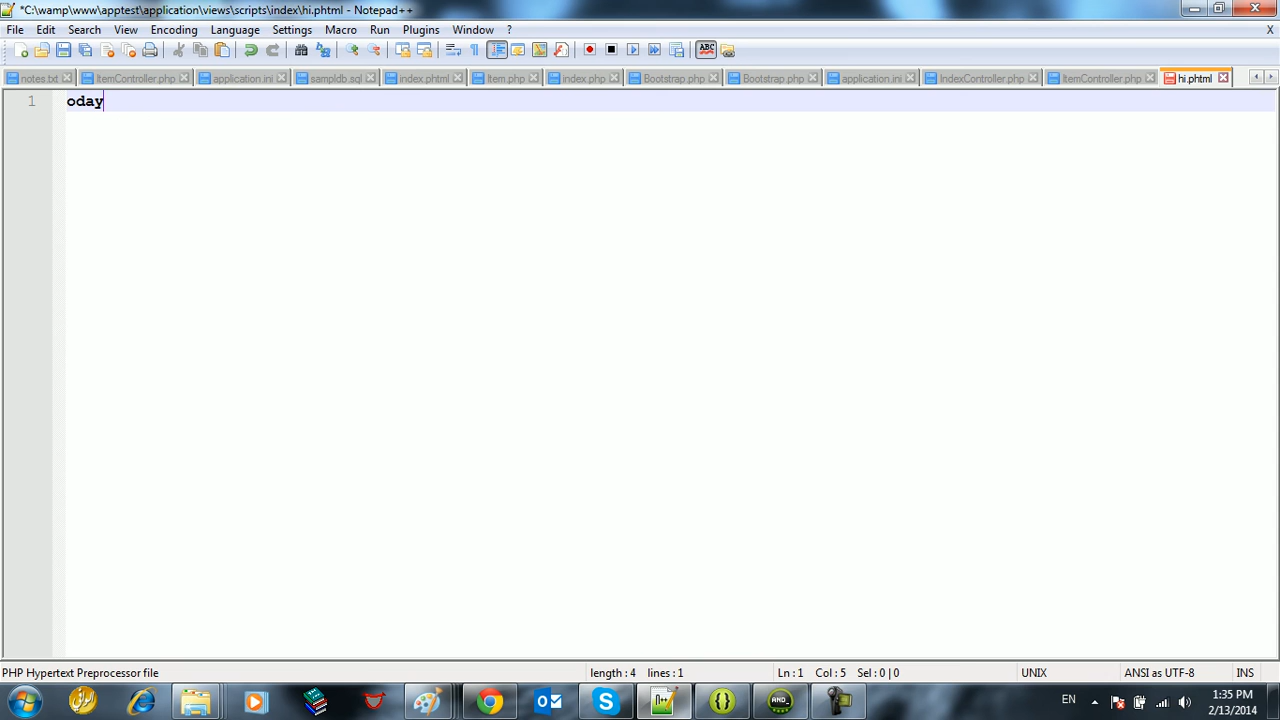 *C:\wamp\www\apptest\application\views\scripts\index\hi.phtml - Notepad++
File Edit Search View Encoding Language Settings Macro Run Plugins Window ? X
notes.txt ItemController.php application.ini sampldb.sql index.phtml Item.php index.php Bootstrap.php Bootstrap.php application.ini IndexController.php ItemController.php hi.phtml
1 oday
PHP Hypertext Preprocessor file length : 4 lines : 1 Ln : 1 Col : 5 Sel : 0 | 0 UNIX ANSI as UTF-8 INS
EN 1:35 PM
2/13/2014